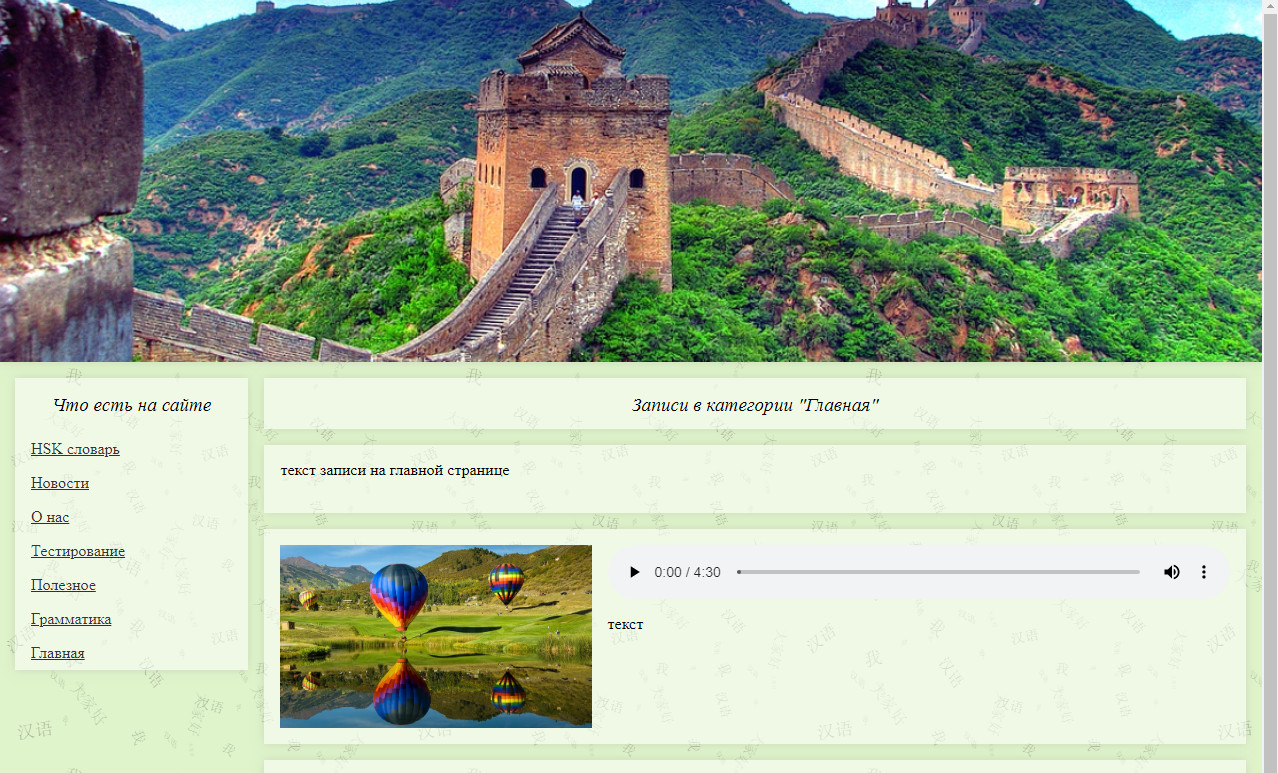 Что есть на сайте
HSK словарь
Новости
О нас
Тестирование
Полезное
Грамматика
Главная
Записи в категории "Главная"
текст записи на главной странице
0:00 / 4:30
текст